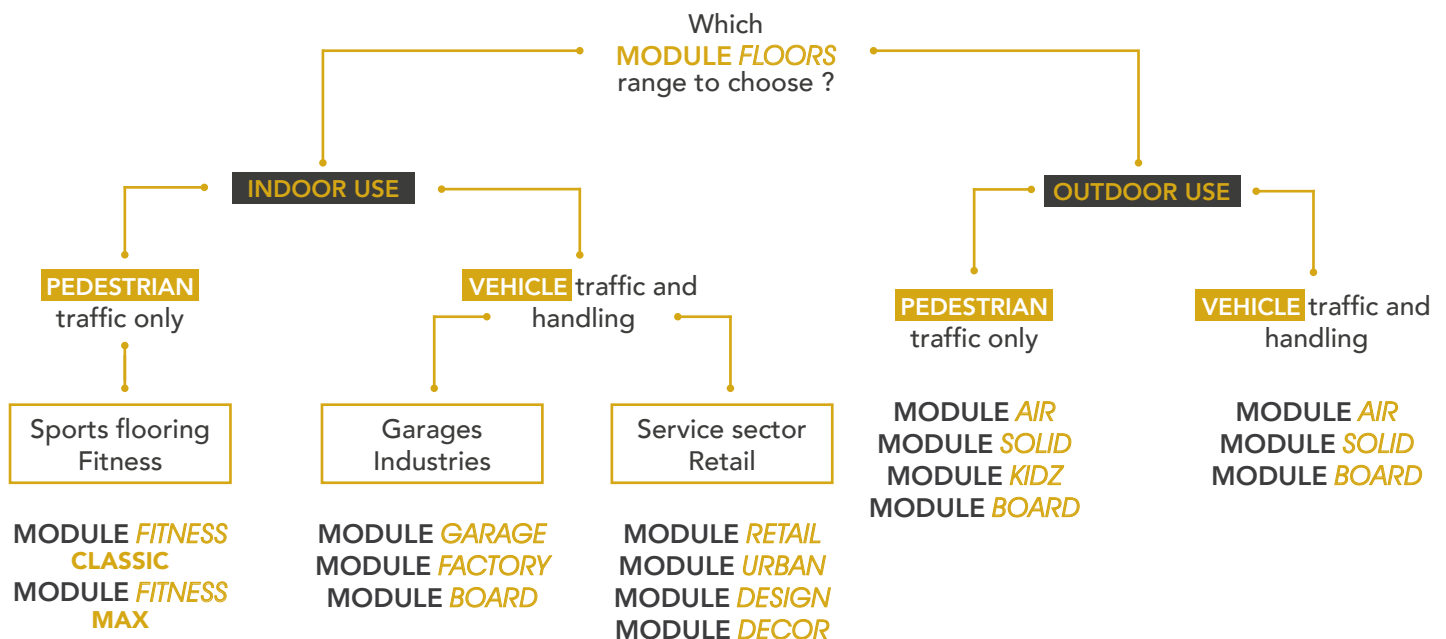 Which
MODULE FLOORS
range to choose ?
INDOOR USE
PEDESTRIAN
traffic only
Sports flooring
Fitness
MODULE FITNESS
CLASSIC
MODULE FITNESS
MAX
VEHICLE traffic and
handling
Garages
Industries
MODULE GARAGE
MODULE FACTORY
MODULE BOARD
Service sector
Retail
MODULE RETAIL
MODULE URBAN
MODULE DESIGN
MODULE DECOR
OUTDOOR USE
PEDESTRIAN
traffic only
MODULE AIR
MODULE SOLID
MODULE KIDZ
MODULE BOARD
VEHICLE traffic and
handling
MODULE AIR
MODULE SOLID
MODULE BOARD